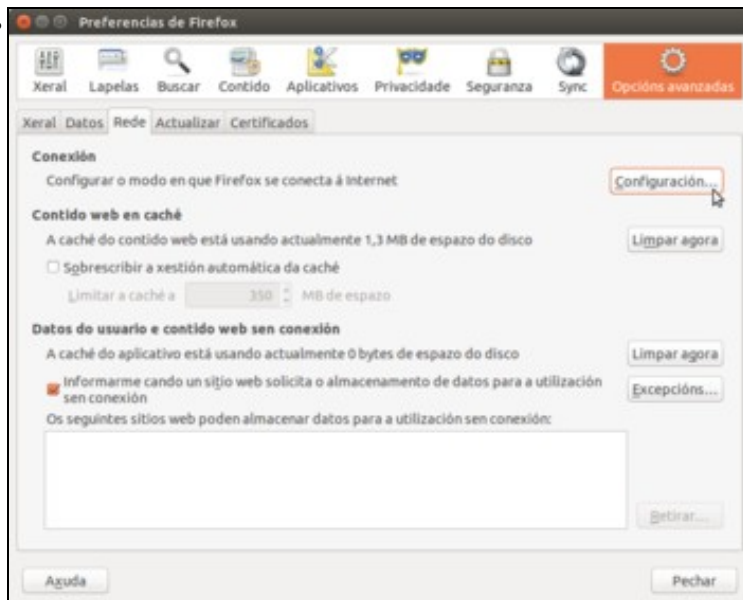 Preferencias de Firefox
Xeral Lapelas Buscar Contido Aplicativos Privacidade Seguranza Sync Opcións avanzadas
Xeral Datos Rede Actualizar Certificados
Conexión
Configurar o modo en que Firefox se conecta á Internet Configuración...
Contido web en caché
A caché do contido web está usando actualmente 1,3 MB de espazo do disco Limpar agora
Sobrescribir a xestión automática da caché
Limitar a caché a 350 MB de espazo
Datos do usuario e contido web sen conexión
A caché do aplicativo está usando actualmente 0 bytes de espazo do disco Limpar agora
Informarme cando un sitio web solicita o almacenamento de datos para a utilización
sen conexión Excepcións...
Os seguintes sitios web poden almacenar datos para a utilización sen conexión:
Retirar...
Axuda Pechar